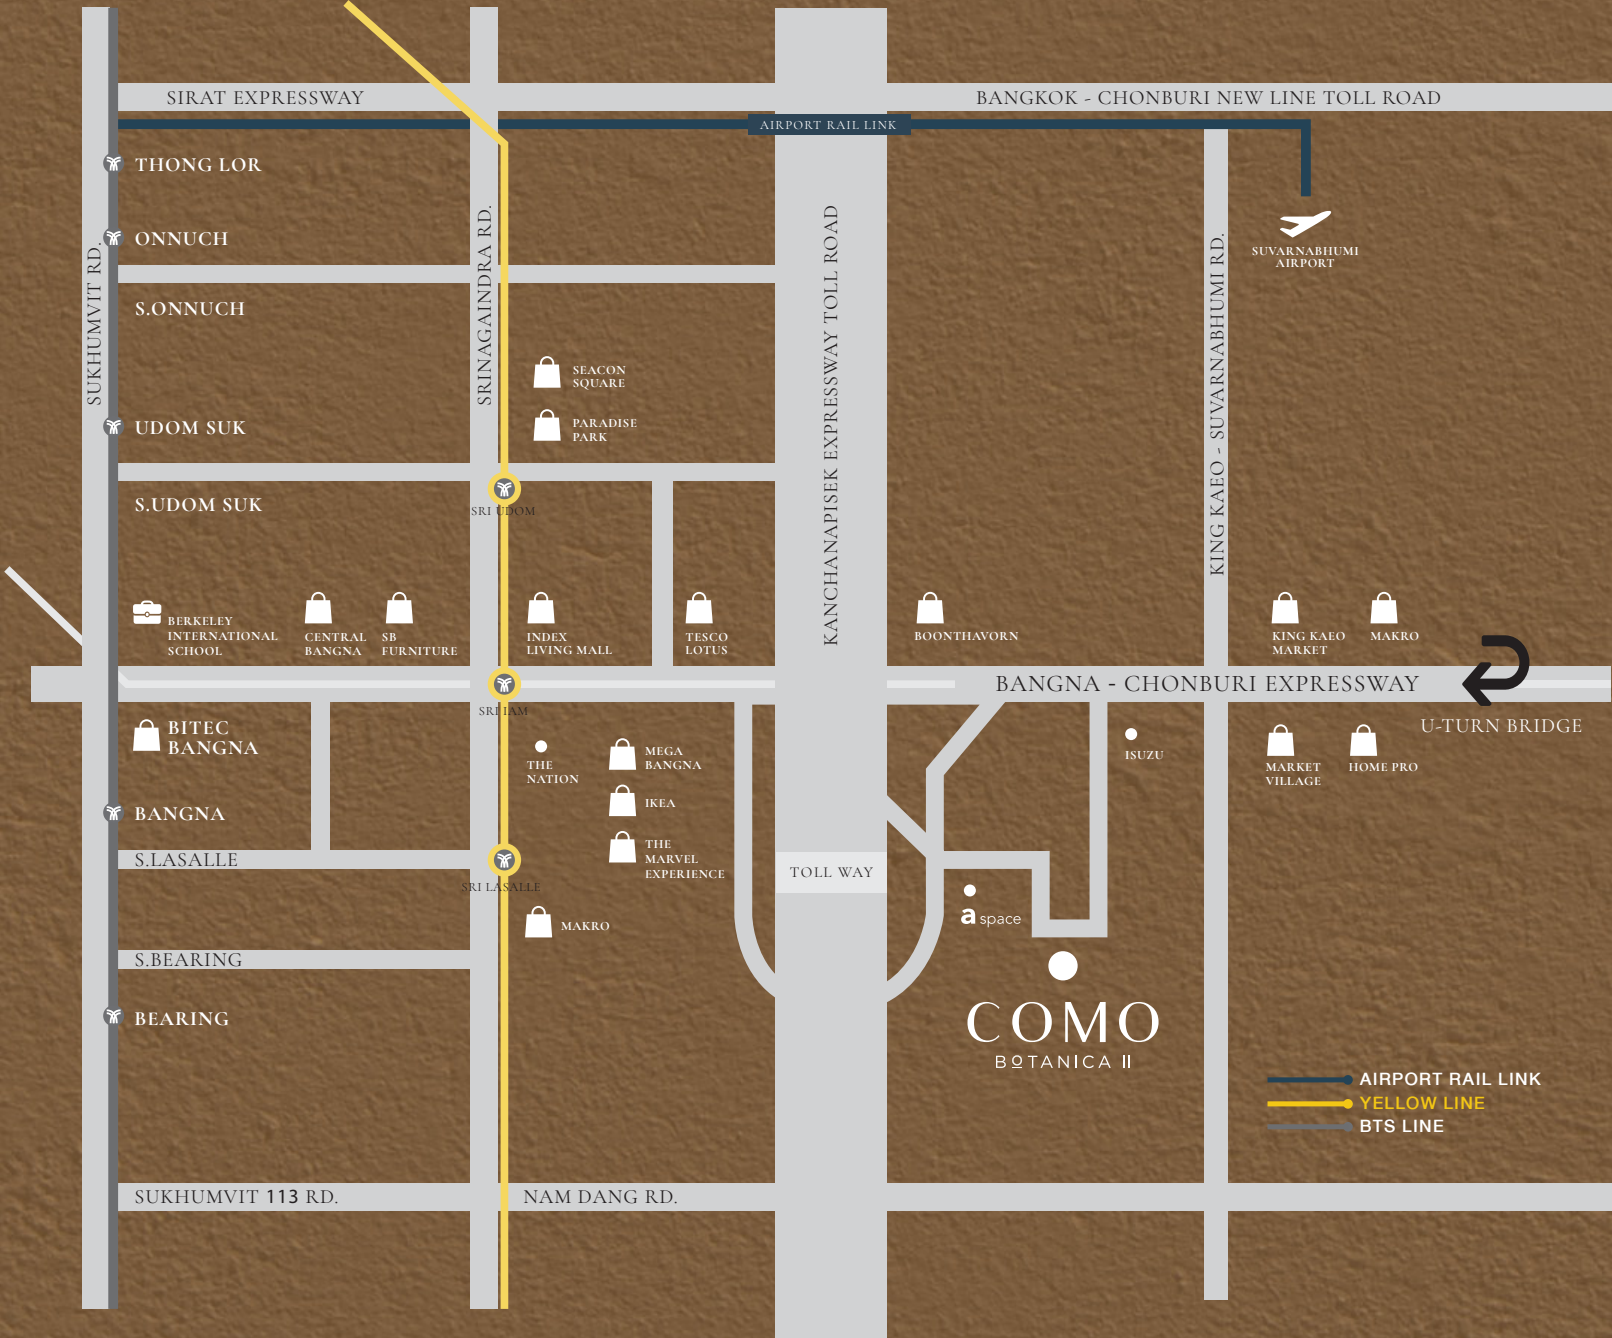 SIRAT EXPRESSWAY
BANGKOK - CHONBURI NEW LINE TOLL ROAD
AIRPORT RAIL LINK
THONG LOR
ONNUCH
SUKHUMVIT RD.
SRINAGAINDRA RD.
KANCHANAPISEK EXPRESSWAY TOLL ROAD
KING KAEO - SUVARNABHUMI RD.
SUVARNABHUMI
AIRPORT
S.ONNUCH
SEACON
SQUARE
PARADISE
PARK
UDOM SUK
S.UDOM SUK
SRI UDOM
BERKELEY
INTERNATIONAL
SCHOOL
CENTRAL
BANGNA
SB
FURNITURE
INDEX
LIVING MALL
TESCO
LOTUS
BOONTHAVORN
KING KAEO
MARKET
MAKRO
BANGNA - CHONBURI EXPRESSWAY
SRI IAM
U-TURN BRIDGE
BITEC
BANGNA
THE
NATION
MEGA
BANGNA
IKEA
THE
MARVEL
EXPERIENCE
ISUZU
MARKET
VILLAGE
HOME PRO
BANGNA
S.LASALLE
SRI LASALLE
TOLL WAY
MAKRO
a space
S.BEARING
BEARING
COMO
BOTANICA II
AIRPORT RAIL LINK
YELLOW LINE
BTS LINE
SUKHUMVIT 113 RD.
NAM DANG RD.